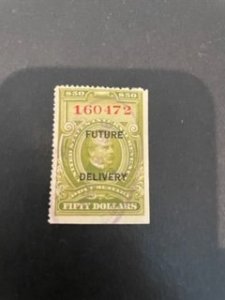 $50 $50
160472
FUTURE
DELIVERY
FIFTY DOLLARS